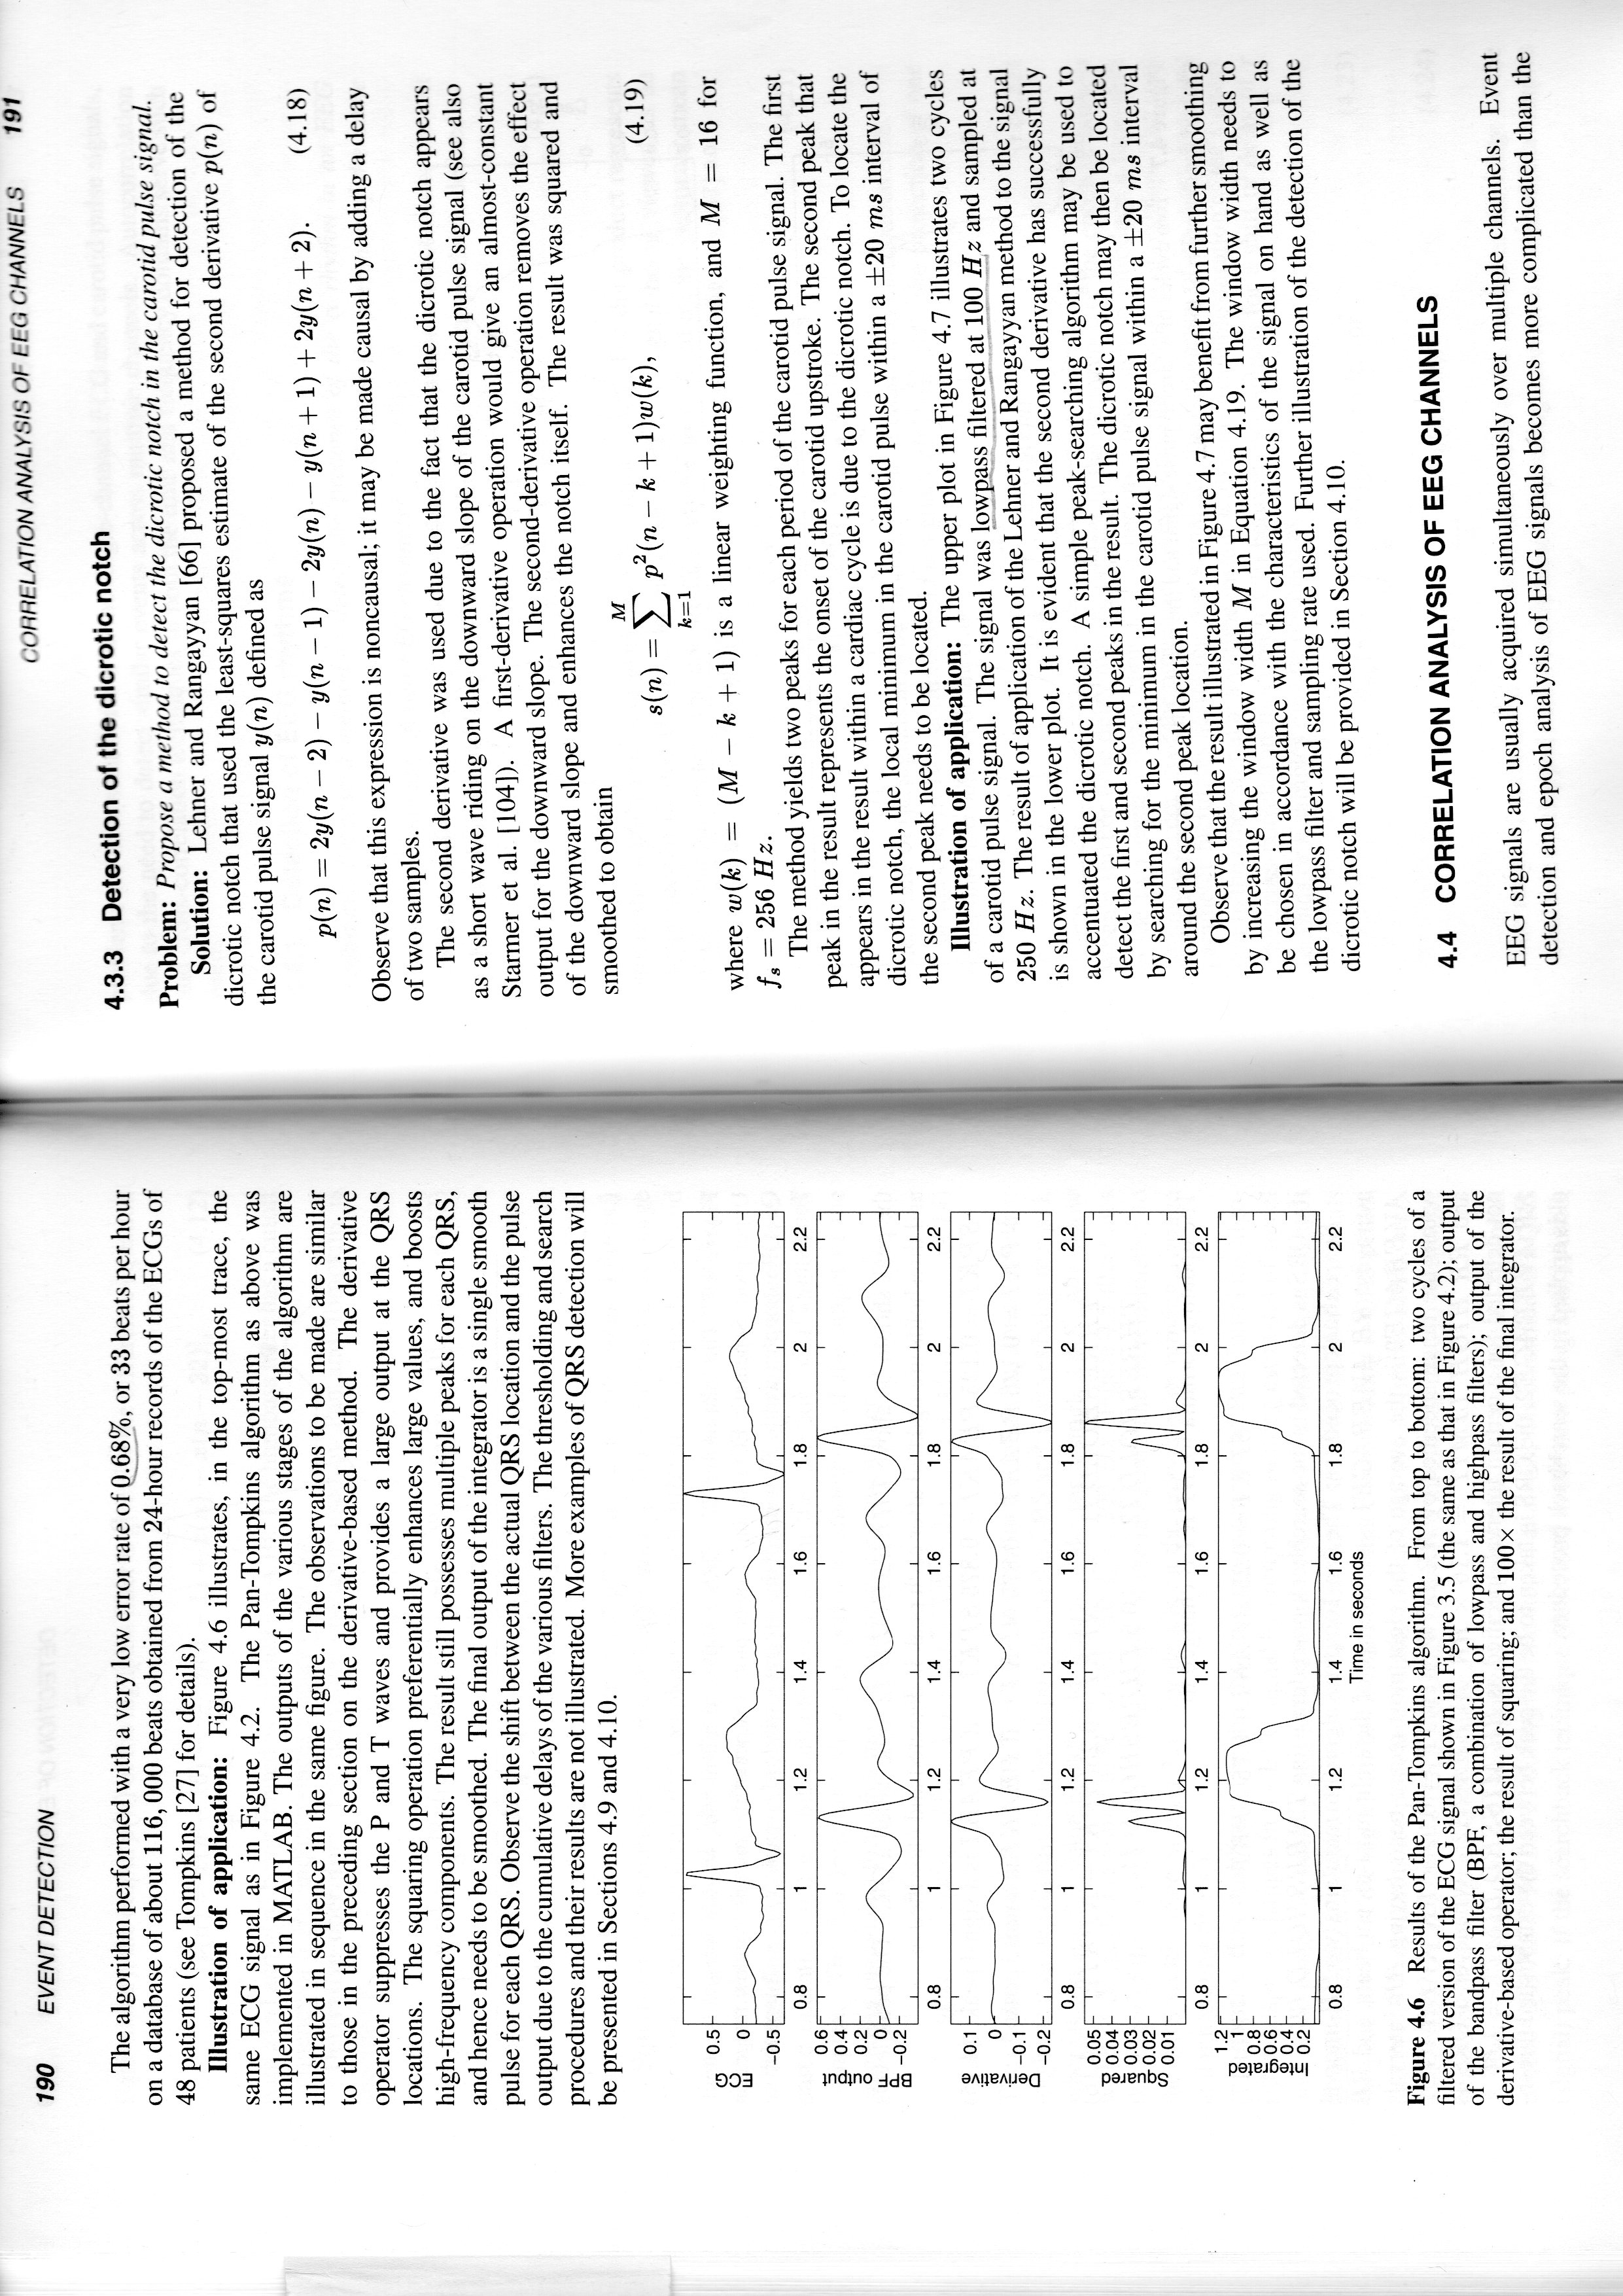 190 EVENT DETECTION
The algorithm performed with a very low error rate of 0.68%, or 33 beats per hour
on a database of about 116, 000 beats obtained from 24-hour records of the ECGs of
48 patients (see Tompkins [27] for details).
Illustration of application: Figure 4.6 illustrates, in the top-most trace, the
same ECG signal as in Figure 4.2. The Pan-Tompkins algorithm as above was
implemented in MATLAB. The outputs of the various stages of the algorithm are
illustrated in sequence in the same figure. The observations to be made are similar
to those in the preceding section on the derivative-based method. The derivative
operator suppresses the P and T waves and provides a large output at the QRS
locations. The squaring operation preferentially enhances large values, and boosts
high-frequency components. The result still possesses multiple peaks for each QRS,
and hence needs to be smoothed. The final output of the integrator is a single smooth
pulse for each QRS. Observe the shift between the actual QRS location and the pulse
output due to the cumulative delays of the various filters. The thresholding and search
procedures and their results are not illustrated. More examples of QRS detection will
be presented in Sections 4.9 and 4.10.
ECG
0.5
0
−0.5
0.8 1 1.2 1.4 1.6 1.8 2 2.2
BPF output
0.6
0.4
0.2
0
−0.2
0.8 1 1.2 1.4 1.6 1.8 2 2.2
Derivative
0.1
0
−0.1
−0.2
0.8 1 1.2 1.4 1.6 1.8 2 2.2
Squared
0.05
0.04
0.03
0.02
0.01
0.8 1 1.2 1.4 1.6 1.8 2 2.2
Integrated
1.2
1
0.8
0.6
0.4
0.2
0.8 1 1.2 1.4 1.6 1.8 2 2.2
Time in seconds
Figure 4.6 Results of the Pan-Tompkins algorithm. From top to bottom: two cycles of a
filtered version of the ECG signal shown in Figure 3.5 (the same as that in Figure 4.2); output
of the bandpass filter (BPF, a combination of lowpass and highpass filters); output of the
derivative-based operator; the result of squaring; and 100× the result of the final integrator.
CORRELATION ANALYSIS OF EEG CHANNELS 191
4.3.3 Detection of the dicrotic notch
Problem: Propose a method to detect the dicrotic notch in the carotid pulse signal.
Solution: Lehner and Rangayyan [66] proposed a method for detection of the
dicrotic notch that used the least-squares estimate of the second derivative p(n) of
the carotid pulse signal y(n) defined as
p(n) = 2y(n − 2) − y(n − 1) − 2y(n) − y(n + 1) + 2y(n + 2). (4.18)
Observe that this expression is noncausal; it may be made causal by adding a delay
of two samples.
The second derivative was used due to the fact that the dicrotic notch appears
as a short wave riding on the downward slope of the carotid pulse signal (see also
Starmer et al. [104]). A first-derivative operation would give an almost-constant
output for the downward slope. The second-derivative operation removes the effect
of the downward slope and enhances the notch itself. The result was squared and
smoothed to obtain
M
s(n) = ∑ p²(n − k + 1)w(k), (4.19)
k=1
where w(k) = (M − k + 1) is a linear weighting function, and M = 16 for
fₛ = 256 Hz.
The method yields two peaks for each period of the carotid pulse signal. The first
peak in the result represents the onset of the carotid upstroke. The second peak that
appears in the result within a cardiac cycle is due to the dicrotic notch. To locate the
dicrotic notch, the local minimum in the carotid pulse within a ±20 ms interval of
the second peak needs to be located.
Illustration of application: The upper plot in Figure 4.7 illustrates two cycles
of a carotid pulse signal. The signal was lowpass filtered at 100 Hz and sampled at
250 Hz. The result of application of the Lehner and Rangayyan method to the signal
is shown in the lower plot. It is evident that the second derivative has successfully
accentuated the dicrotic notch. A simple peak-searching algorithm may be used to
detect the first and second peaks in the result. The dicrotic notch may then be located
by searching for the minimum in the carotid pulse signal within a ±20 ms interval
around the second peak location.
Observe that the result illustrated in Figure 4.7 may benefit from further smoothing
by increasing the window width M in Equation 4.19. The window width needs to
be chosen in accordance with the characteristics of the signal on hand as well as
the lowpass filter and sampling rate used. Further illustration of the detection of the
dicrotic notch will be provided in Section 4.10.
4.4 CORRELATION ANALYSIS OF EEG CHANNELS
EEG signals are usually acquired simultaneously over multiple channels. Event
detection and epoch analysis of EEG signals becomes more complicated than the